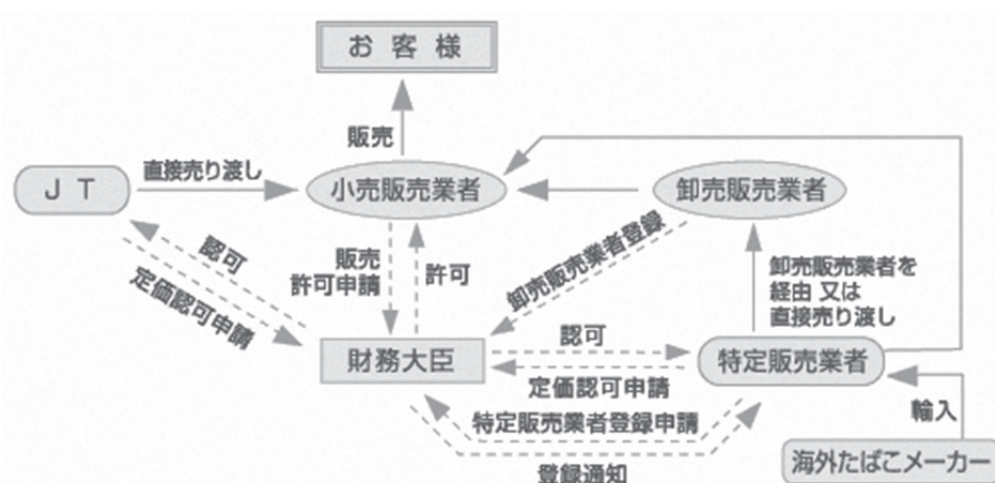 お客様
販売
JT
直接売り渡し
小売販売業者
卸売販売業者
認可
定価認可申請
販売
許可申請
許可
卸売販売業者登録
卸売販売業者を
経由 又は
直接売り渡し
財務大臣
認可
定価認可申請
特定販売業者
特定販売業者登録申請
登録通知
輸入
海外たばこメーカー